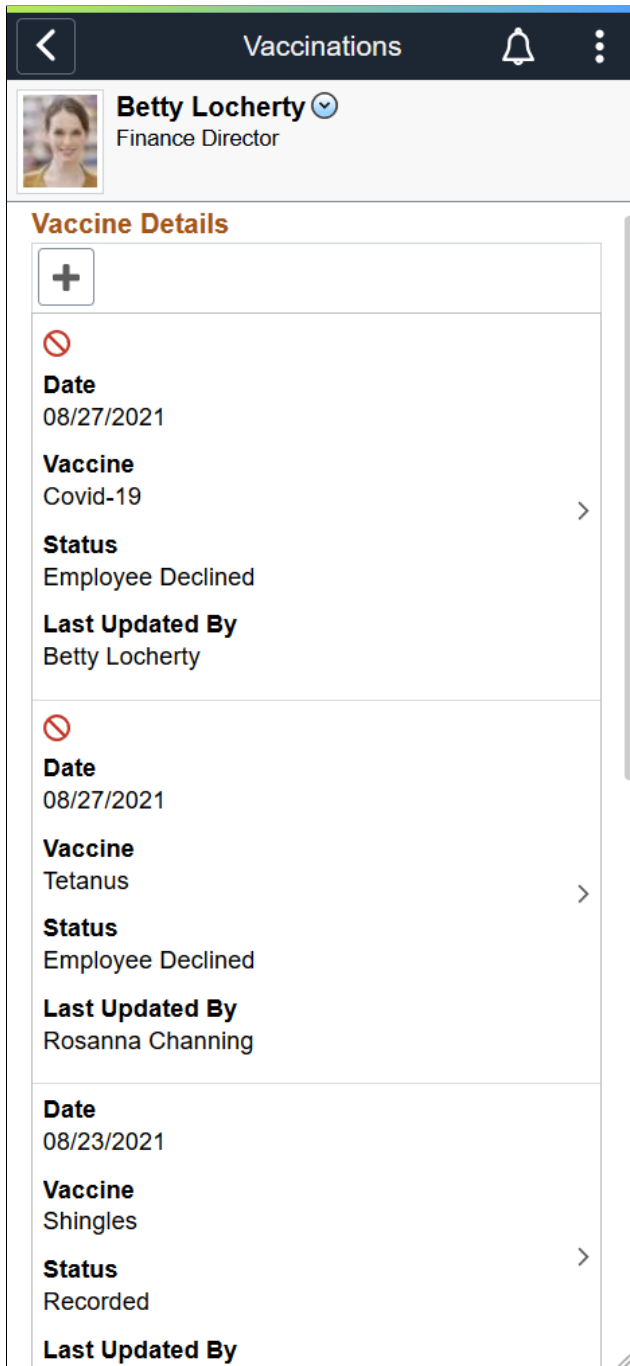 Vaccinations
Betty Locherty
Finance Director
Vaccine Details
Date
08/27/2021
Vaccine
Covid-19
Status
Employee Declined
Last Updated By
Betty Locherty
Date
08/27/2021
Vaccine
Tetanus
Status
Employee Declined
Last Updated By
Rosanna Channing
Date
08/23/2021
Vaccine
Shingles
Status
Recorded
Last Updated By